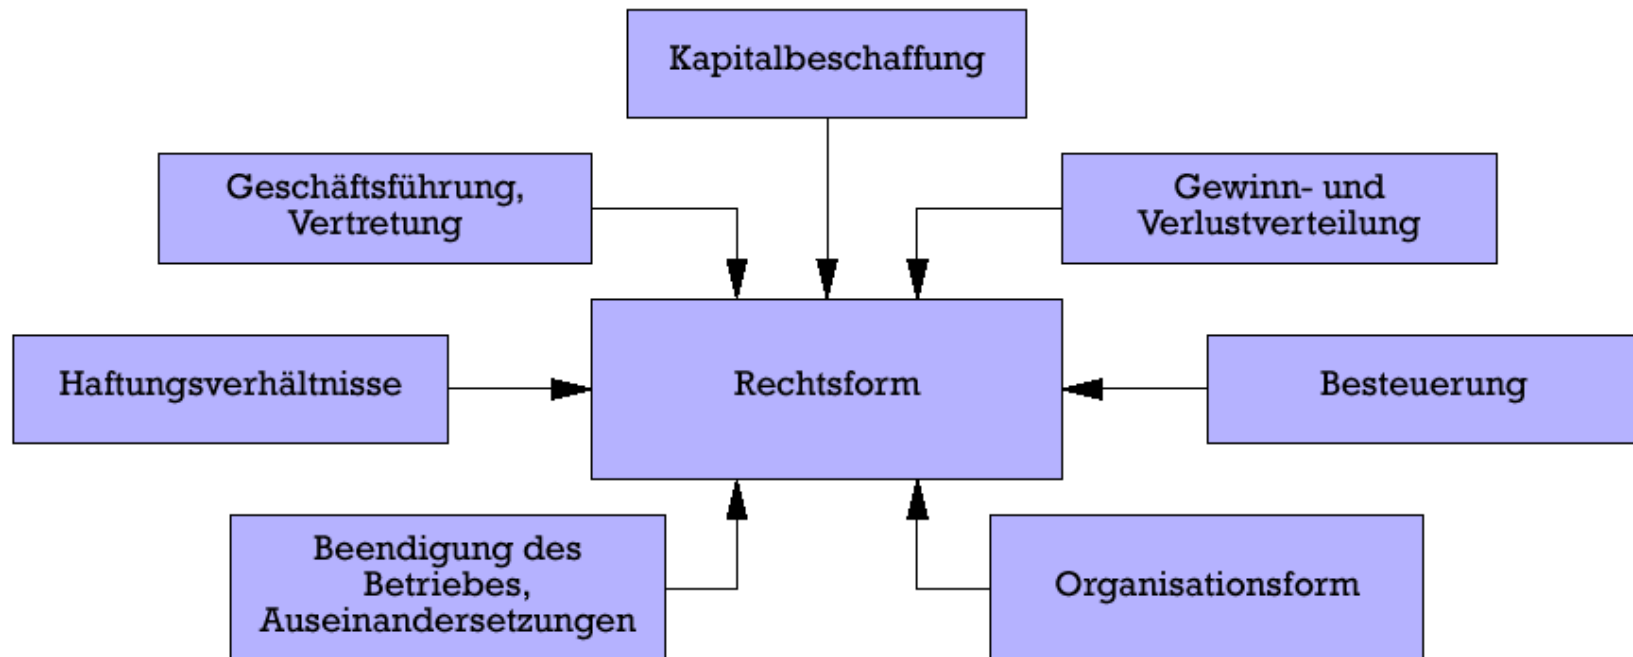 Kapitalbeschaffung
Geschäftsführung,
Vertretung
Gewinn- und
Verlustverteilung
Haftungsverhältnisse
Rechtsform
Besteuerung
Beendigung des
Betriebes,
Auseinandersetzungen
Organisationsform